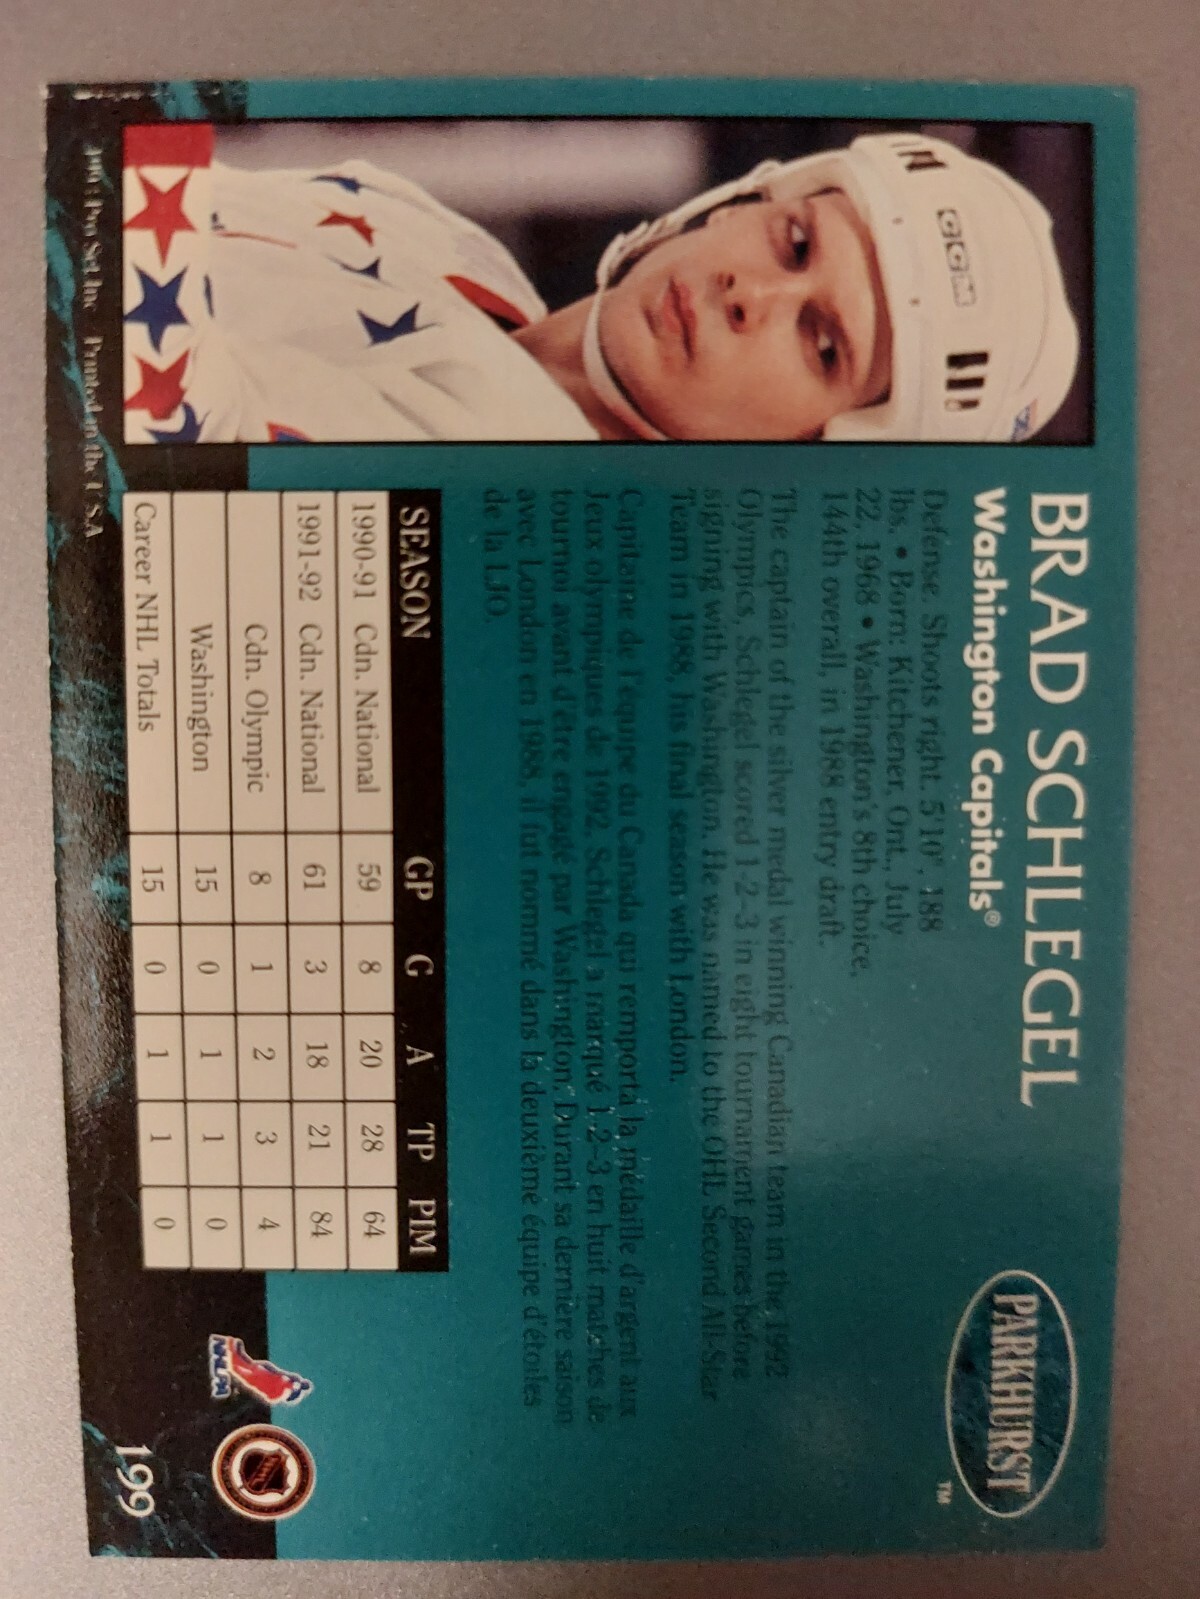 BRAD SCHLEGEL
Washington Capitals®
PARKHURST
TM
CCM
Defense. Shoots right. 5'10", 188
lbs. • Born: Kitchener, Ont., July
22, 1968 • Washington's 8th choice,
144th overall, in 1988 entry draft.
The captain of the silver medal winning Canadian team in the 1992
Olympics, Schlegel scored 1-2-3 in eight tournament games before
signing with Washington. He was named to the OHL Second All-Star
Team in 1988, his final season with London.
Capitaine de l'équipe du Canada qui remporta la médaille d'argent aux
Jeux olympiques de 1992, Schlegel a marqué 1-2-3 en huit matches de
tournoi avant d'être engagé par Washington. Durant sa dernière saison
avec London en 1988, il fut nommé dans la deuxième équipe d'étoiles
de la LJO.
SEASON GP G A TP PIM
1990-91 Cdn. National 59 8 20 28 64
1991-92 Cdn. National 61 3 18 21 84
Cdn. Olympic 8 1 2 3 4
Washington 15 0 1 1 0
Career NHL Totals 15 0 1 1 0
NHLPA
NHL
199
Pro Set Inc. Printed in the U.S.A